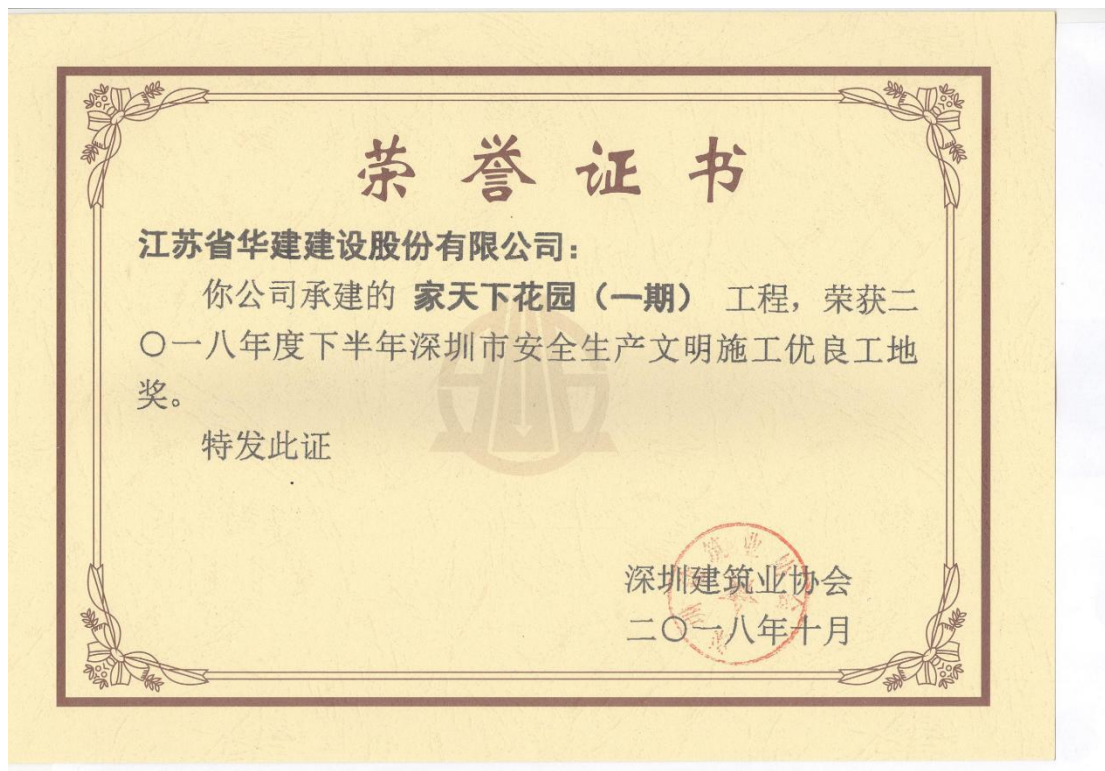 荣誉证书
江苏省华建建设股份有限公司：
你公司承建的 家天下花园（一期） 工程，荣获二
〇一八年度下半年深圳市安全生产文明施工优良工地
奖。
特发此证
深圳建筑业协会
二〇一八年十月